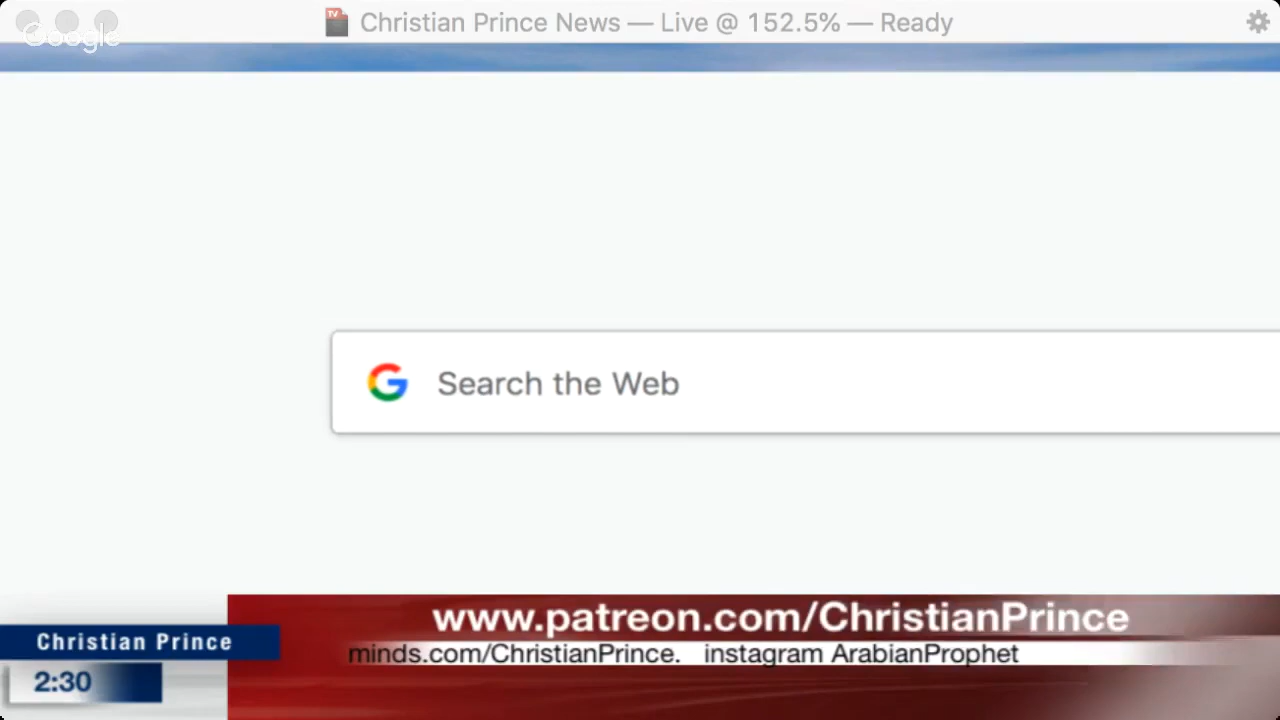 Google
Christian Prince News — Live @ 152.5% — Ready
TV
G Search the Web
www.patreon.com/ChristianPrince
minds.com/ChristianPrince. instagram ArabianProphet
Christian Prince
2:30